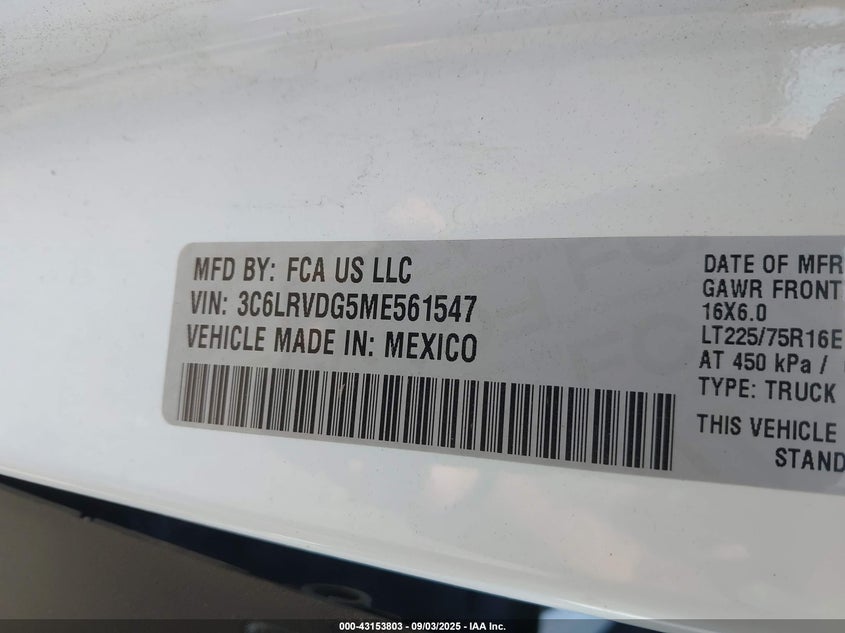 MFD BY: FCA US LLC
VIN: 3C6LRVDG5ME561547
VEHICLE MADE IN: MEXICO
DATE OF MFR
GAWR FRONT
16X6.0
LT225/75R16E
AT 450 kPa /
TYPE: TRUCK
THIS VEHICLE
STAND
000-43153803 - 09/03/2025 - IAA Inc.